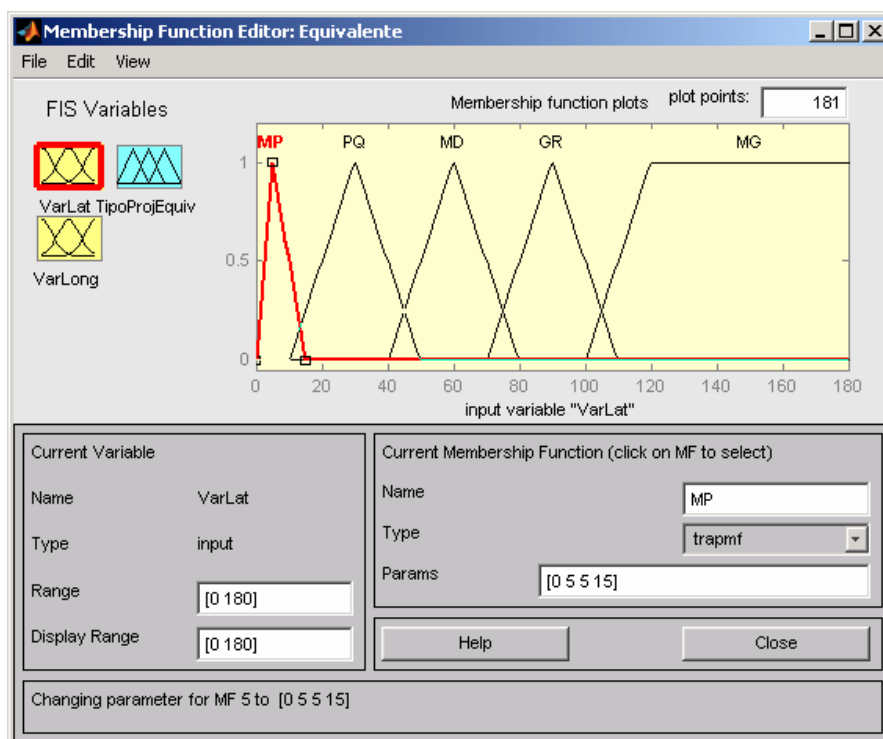 Membership Function Editor: Equivalente
File Edit View
FIS Variables
Membership function plots plot points: 181
MP PQ MD GR MG
1
VarLat TipoProjEquiv
0.5
VarLong
0
0 20 40 60 80 100 120 140 160 180
input variable "VarLat"
Current Variable
Name VarLat
Type input
Range [0 180]
Display Range [0 180]
Current Membership Function (click on MF to select)
Name MP
Type trapmf
Params [0 5 5 15]
Help Close
Changing parameter for MF 5 to [0 5 5 15]